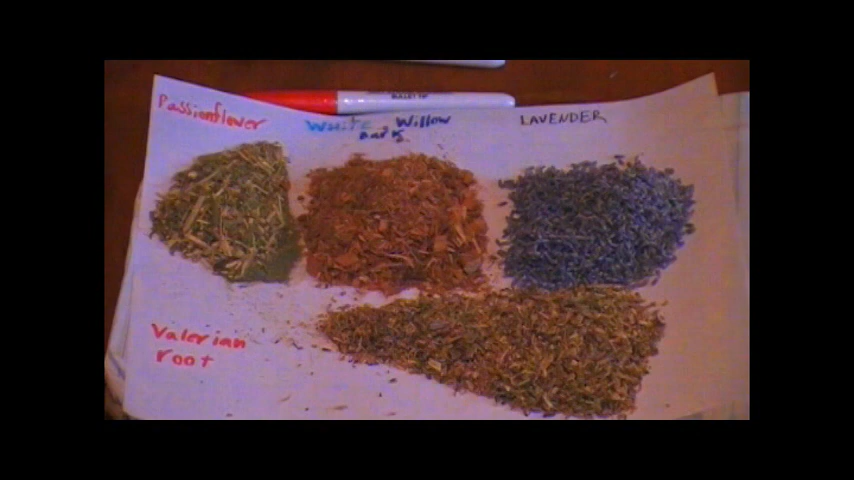 Passionflower
White Willow
Bark
LAVENDER
Valerian
root